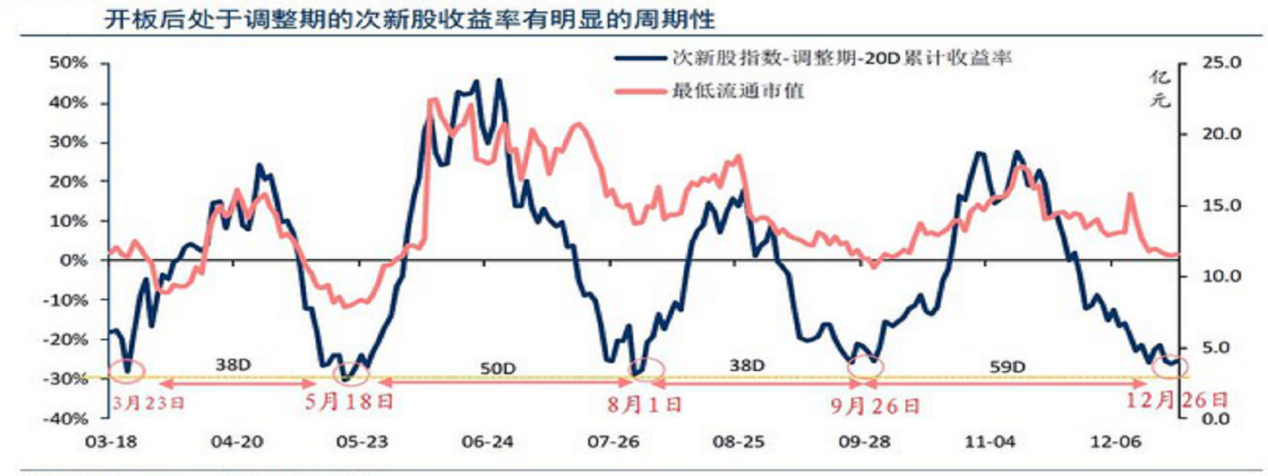 开板后处于调整期的次新股收益率有明显的周期性
次新股指数-调整期-20D累计收益率
最低流通市值
50%
40%
30%
20%
10%
0%
-10%
-20%
-30%
-40%
25.0
亿元
20.0
15.0
10.0
5.0
0.0
38D
50D
38D
59D
3月23日
5月18日
8月1日
9月26日
12月26日
03-18
04-20
05-23
06-24
07-26
08-25
09-28
11-04
12-06